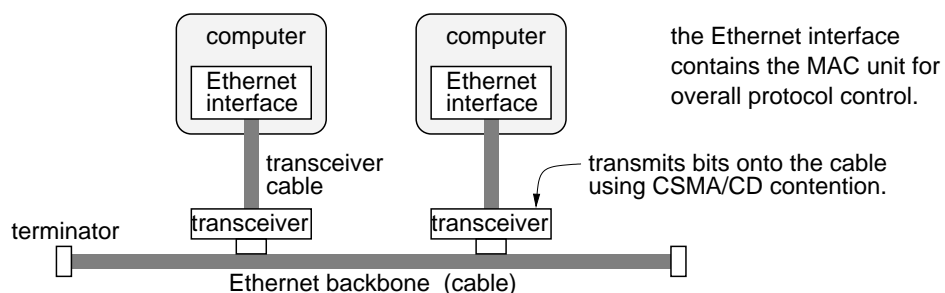 computer
Ethernet
interface
computer
Ethernet
interface
the Ethernet interface
contains the MAC unit for
overall protocol control.
transceiver
cable
transmits bits onto the cable
using CSMA/CD contention.
transceiver
transceiver
terminator
Ethernet backbone (cable)